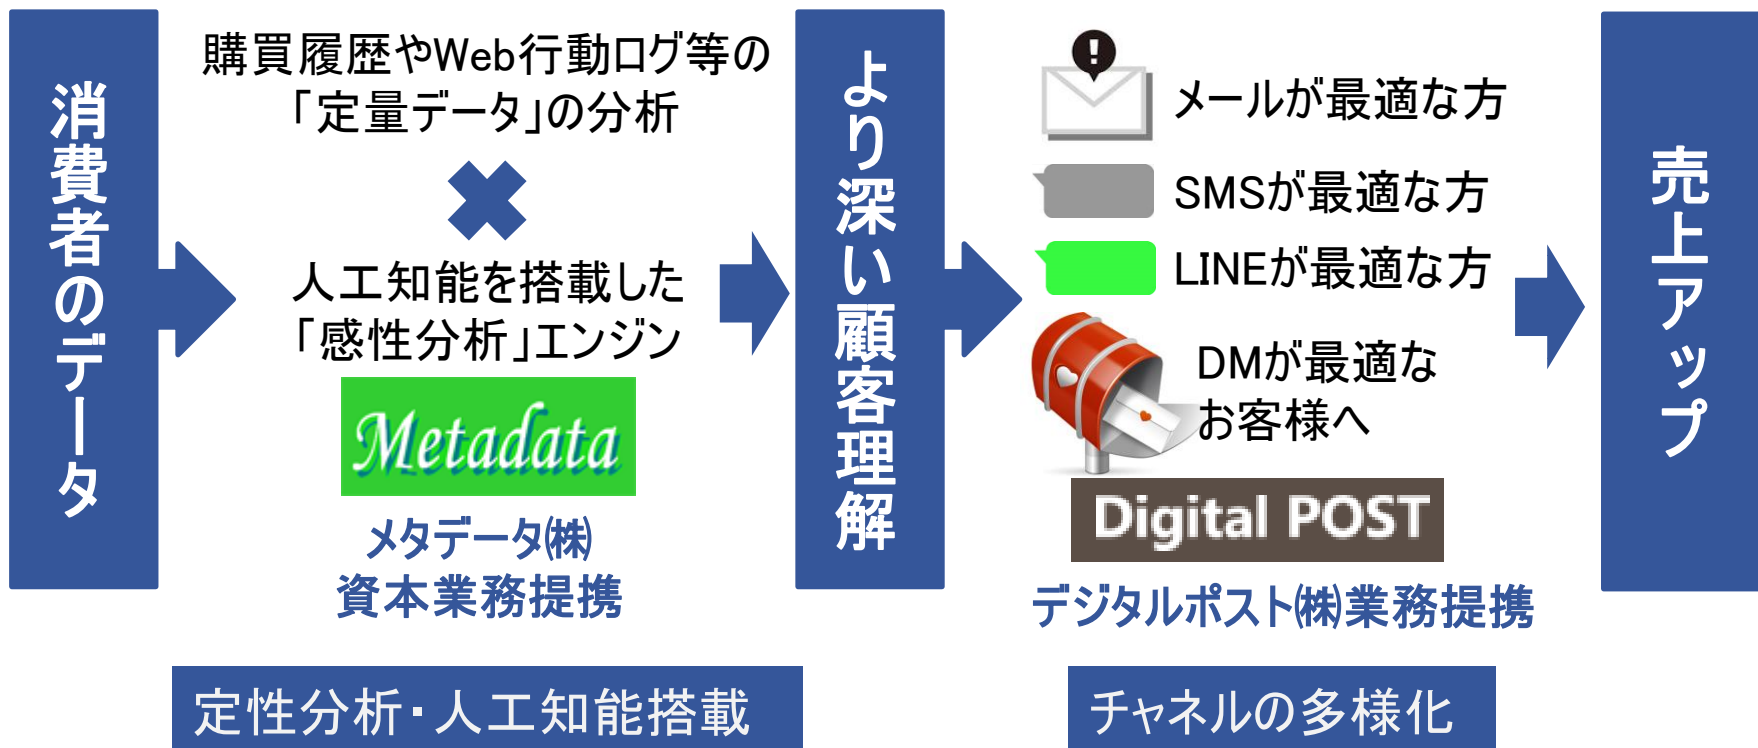 消費者のデータ
購買履歴やWeb行動ログ等の
「定量データ」の分析
人工知能を搭載した
「感性分析」エンジン
Metadata
メタデータ㈱
資本業務提携
より深い顧客理解
!
メールが最適な方
SMSが最適な方
LINEが最適な方
DMが最適な
お客様へ
Digital POST
デジタルポスト㈱業務提携
売上アップ
定性分析・人工知能搭載
チャネルの多様化